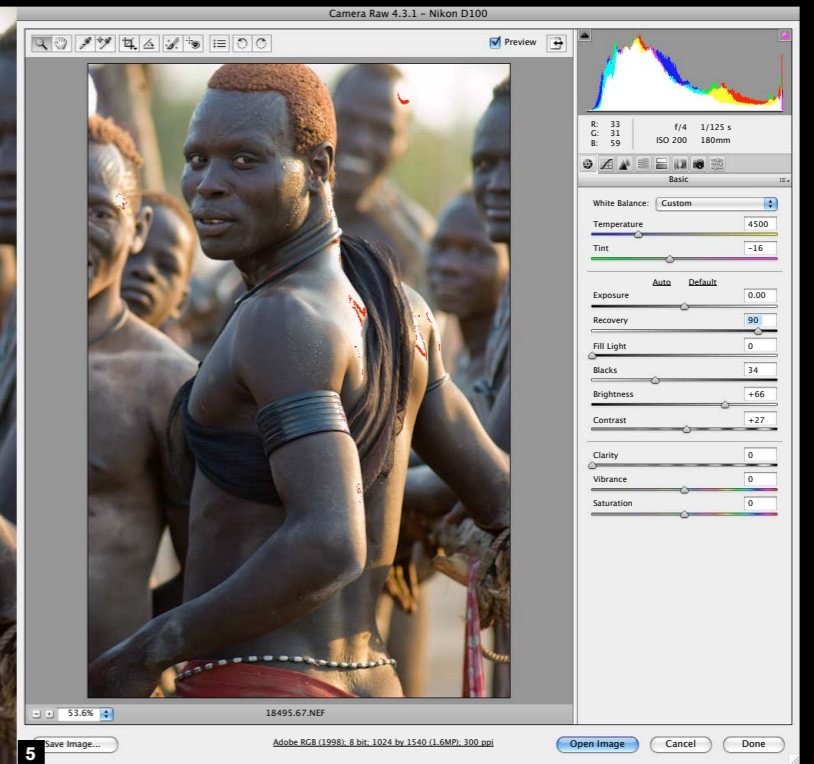 Camera Raw 4.3.1 – Nikon D100
Preview
R: 33
G: 31
B: 59
f/4 1/125 s
ISO 200 180mm
Basic
White Balance: Custom
Temperature 4500
Tint -16
Auto Default
Exposure 0.00
Recovery 90
Fill Light 0
Blacks 34
Brightness +66
Contrast +27
Clarity 0
Vibrance 0
Saturation 0
53.6% 18495.67.NEF
Save Image... Adobe RGB (1998); 8 bit; 1024 by 1540 (1.6MP); 300 ppi Open Image Cancel Done
5